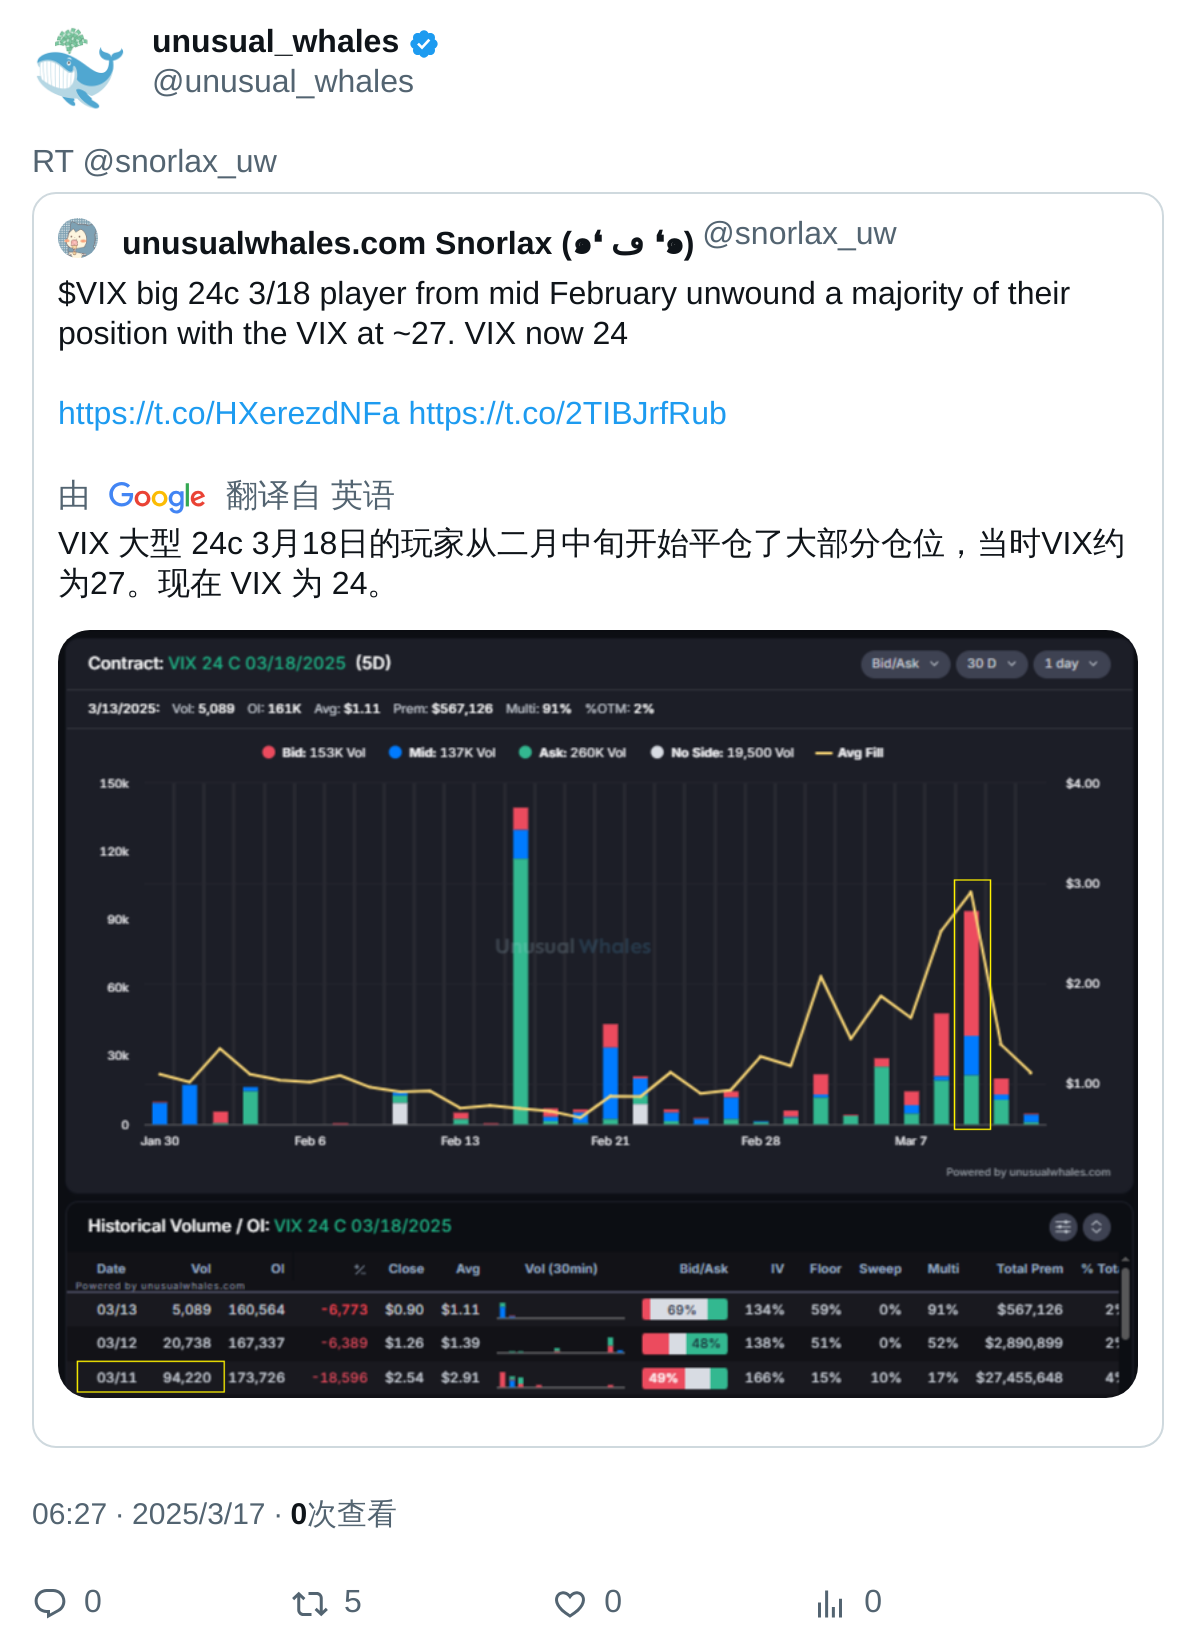 unusual_whales
@unusual_whales
RT @snorlax_uw
unusualwhales.com Snorlax (๑❛ ڡ ❛๑) @snorlax_uw
$VIX big 24c 3/18 player from mid February unwound a majority of their
position with the VIX at ~27. VIX now 24
https://t.co/HXerezdNFa https://t.co/2TIBJrfRub
由 Google 翻译自 英语
VIX 大型 24c 3月18日的玩家从二月中旬开始平仓了大部分仓位，当时VIX约
为27。现在 VIX 为 24。
Contract: VIX 24 C 03/18/2025 (5D)
Bid/Ask 30 D 1 day
3/13/2025: Vol: 5,089 OI: 161K Avg: $1.11 Prem: $567,126 Multi: 91% %OTM: 2%
Bid: 153K Vol Mid: 137K Vol Ask: 260K Vol No Side: 19,500 Vol Avg Fill
150k $4.00
120k
90k $3.00
Unusual Whales
60k $2.00
30k $1.00
0
Jan 30 Feb 6 Feb 13 Feb 21 Feb 28 Mar 7
Powered by unusualwhales.com
Historical Volume / OI: VIX 24 C 03/18/2025
Date Vol OI % Close Avg Vol (30min) Bid/Ask IV Floor Sweep Multi Total Prem % Tot
Powered by unusualwhales.com
03/13 5,089 160,564 -6,773 $0.90 $1.11 69% 134% 59% 0% 91% $567,126 2%
03/12 20,738 167,337 -6,389 $1.26 $1.39 48% 138% 51% 0% 52% $2,890,899 2%
03/11 94,220 173,726 -18,596 $2.54 $2.91 49% 166% 15% 10% 17% $27,455,648 4%
06:27 · 2025/3/17 · 0次查看
0 5 0 0